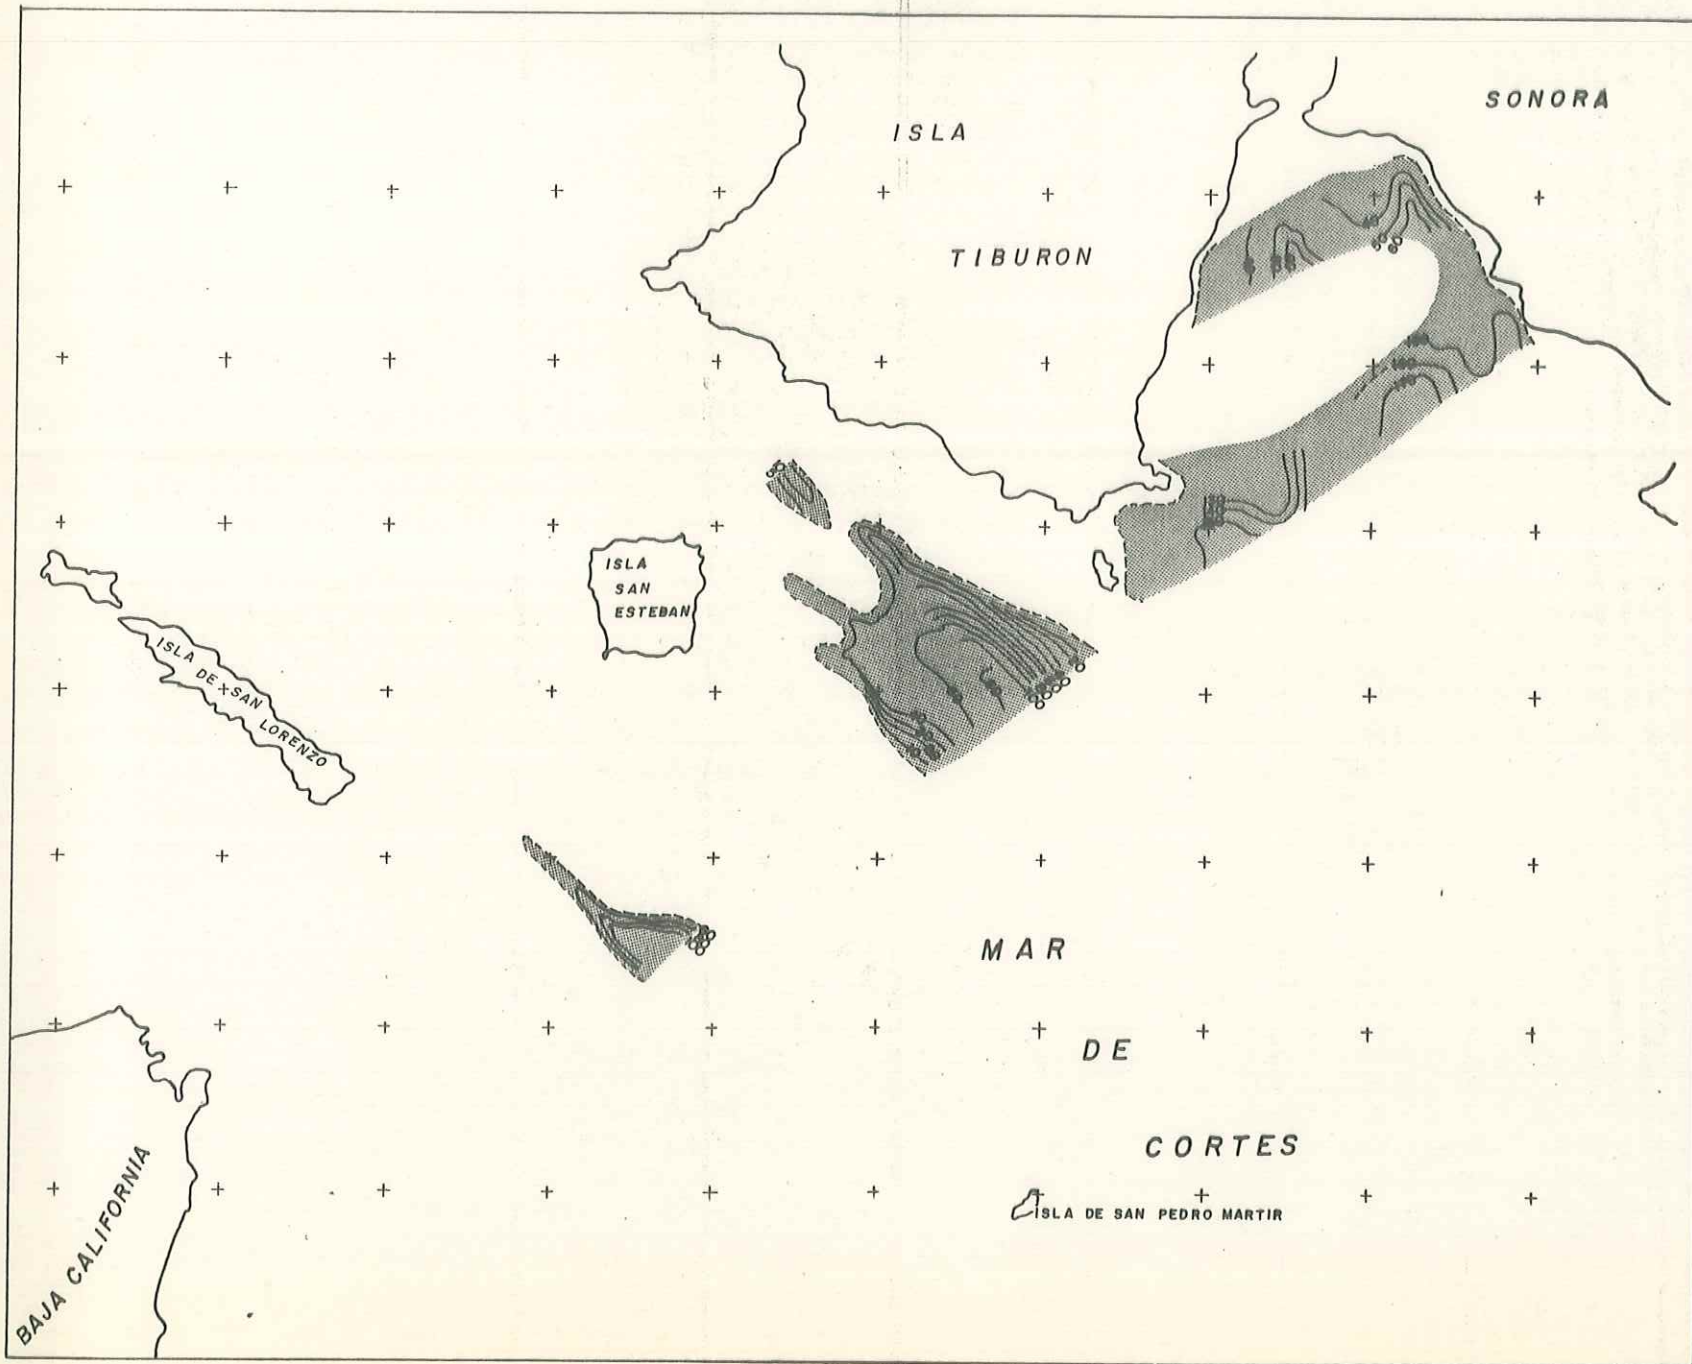 SONORA
ISLA
TIBURON
ISLA
SAN
ESTEBAN
ISLA
DE SAN
LORENZO
MAR
DE
CORTES
ISLA DE SAN PEDRO MARTIR
BAJA CALIFORNIA